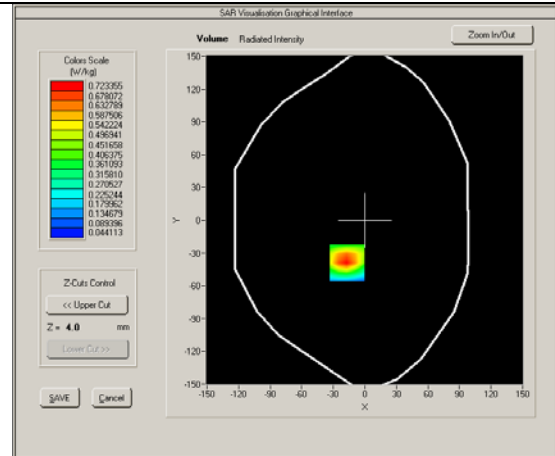 SAR Visualisation Graphical Interface
Volume Radiated Intensity
Zoom In/Out
Colors Scale
(W/kg)
0.723355
0.678072
0.632789
0.587506
0.542224
0.496941
0.451658
0.406375
0.361093
0.315810
0.270527
0.225244
0.179962
0.134679
0.089396
0.044113
Z-Cuts Control
<< Upper Cut
Z = 4.0 mm
Lower Cut >>
SAVE
Cancel
150
120
90
60
30
0
-30
-60
-90
-120
-150
Y
-150 -120 -90 -60 -30 0 30 60 90 120 150
X